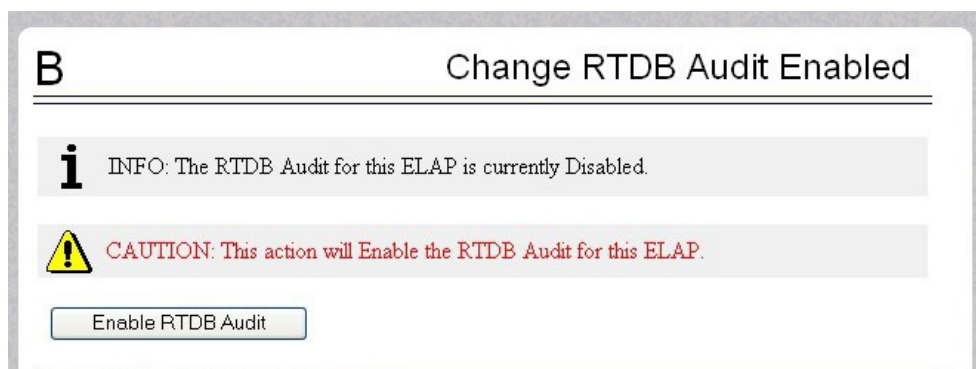 B
Change RTDB Audit Enabled
i
INFO: The RTDB Audit for this ELAP is currently Disabled.
CAUTION: This action will Enable the RTDB Audit for this ELAP.
Enable RTDB Audit